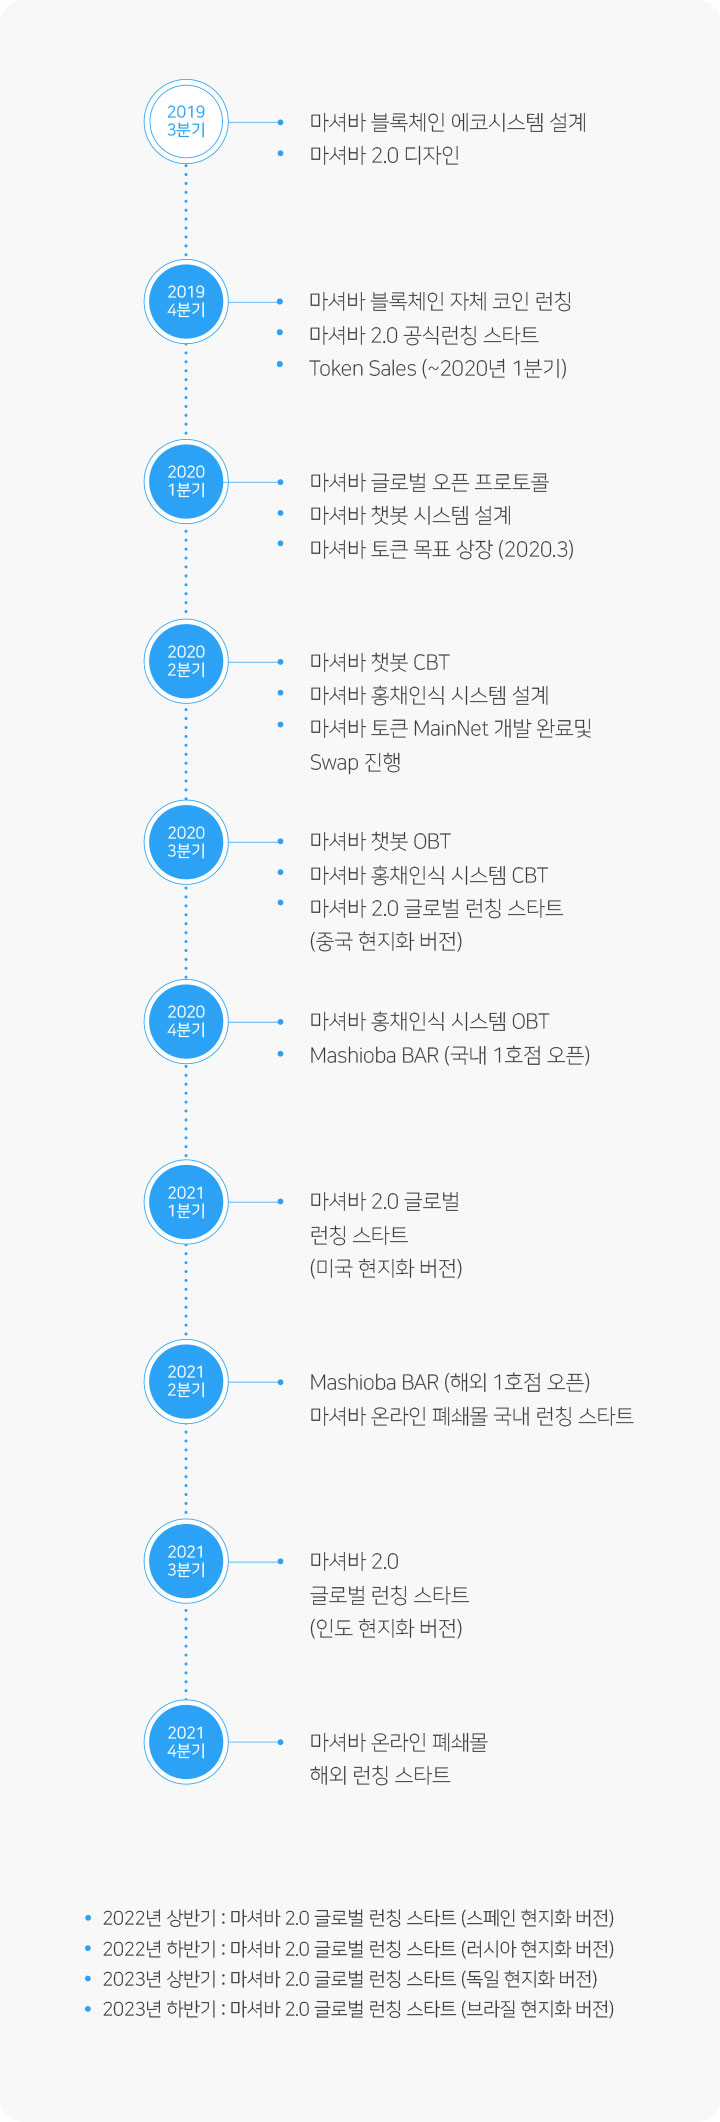 2019
3분기
마셔바 블록체인 에코시스템 설계
마셔바 2.0 디자인
2019
4분기
마셔바 블록체인 자체 코인 런칭
마셔바 2.0 공식런칭 스타트
Token Sales (~2020년 1분기)
2020
1분기
마셔바 글로벌 오픈 프로토콜
마셔바 챗봇 시스템 설계
마셔바 토큰 목표 상장 (2020.3)
2020
2분기
마셔바 챗봇 CBT
마셔바 홍채인식 시스템 설계
마셔바 토큰 MainNet 개발 완료및
Swap 진행
2020
3분기
마셔바 챗봇 OBT
마셔바 홍채인식 시스템 CBT
마셔바 2.0 글로벌 런칭 스타트
(중국 현지화 버전)
2020
4분기
마셔바 홍채인식 시스템 OBT
Mashioba BAR (국내 1호점 오픈)
2021
1분기
마셔바 2.0 글로벌
런칭 스타트
(미국 현지화 버전)
2021
2분기
Mashioba BAR (해외 1호점 오픈)
마셔바 온라인 폐쇄몰 국내 런칭 스타트
2021
3분기
마셔바 2.0
글로벌 런칭 스타트
(인도 현지화 버전)
2021
4분기
마셔바 온라인 폐쇄몰
해외 런칭 스타트
2022년 상반기 : 마셔바 2.0 글로벌 런칭 스타트 (스페인 현지화 버전)
2022년 하반기 : 마셔바 2.0 글로벌 런칭 스타트 (러시아 현지화 버전)
2023년 상반기 : 마셔바 2.0 글로벌 런칭 스타트 (독일 현지화 버전)
2023년 하반기 : 마셔바 2.0 글로벌 런칭 스타트 (브라질 현지화 버전)